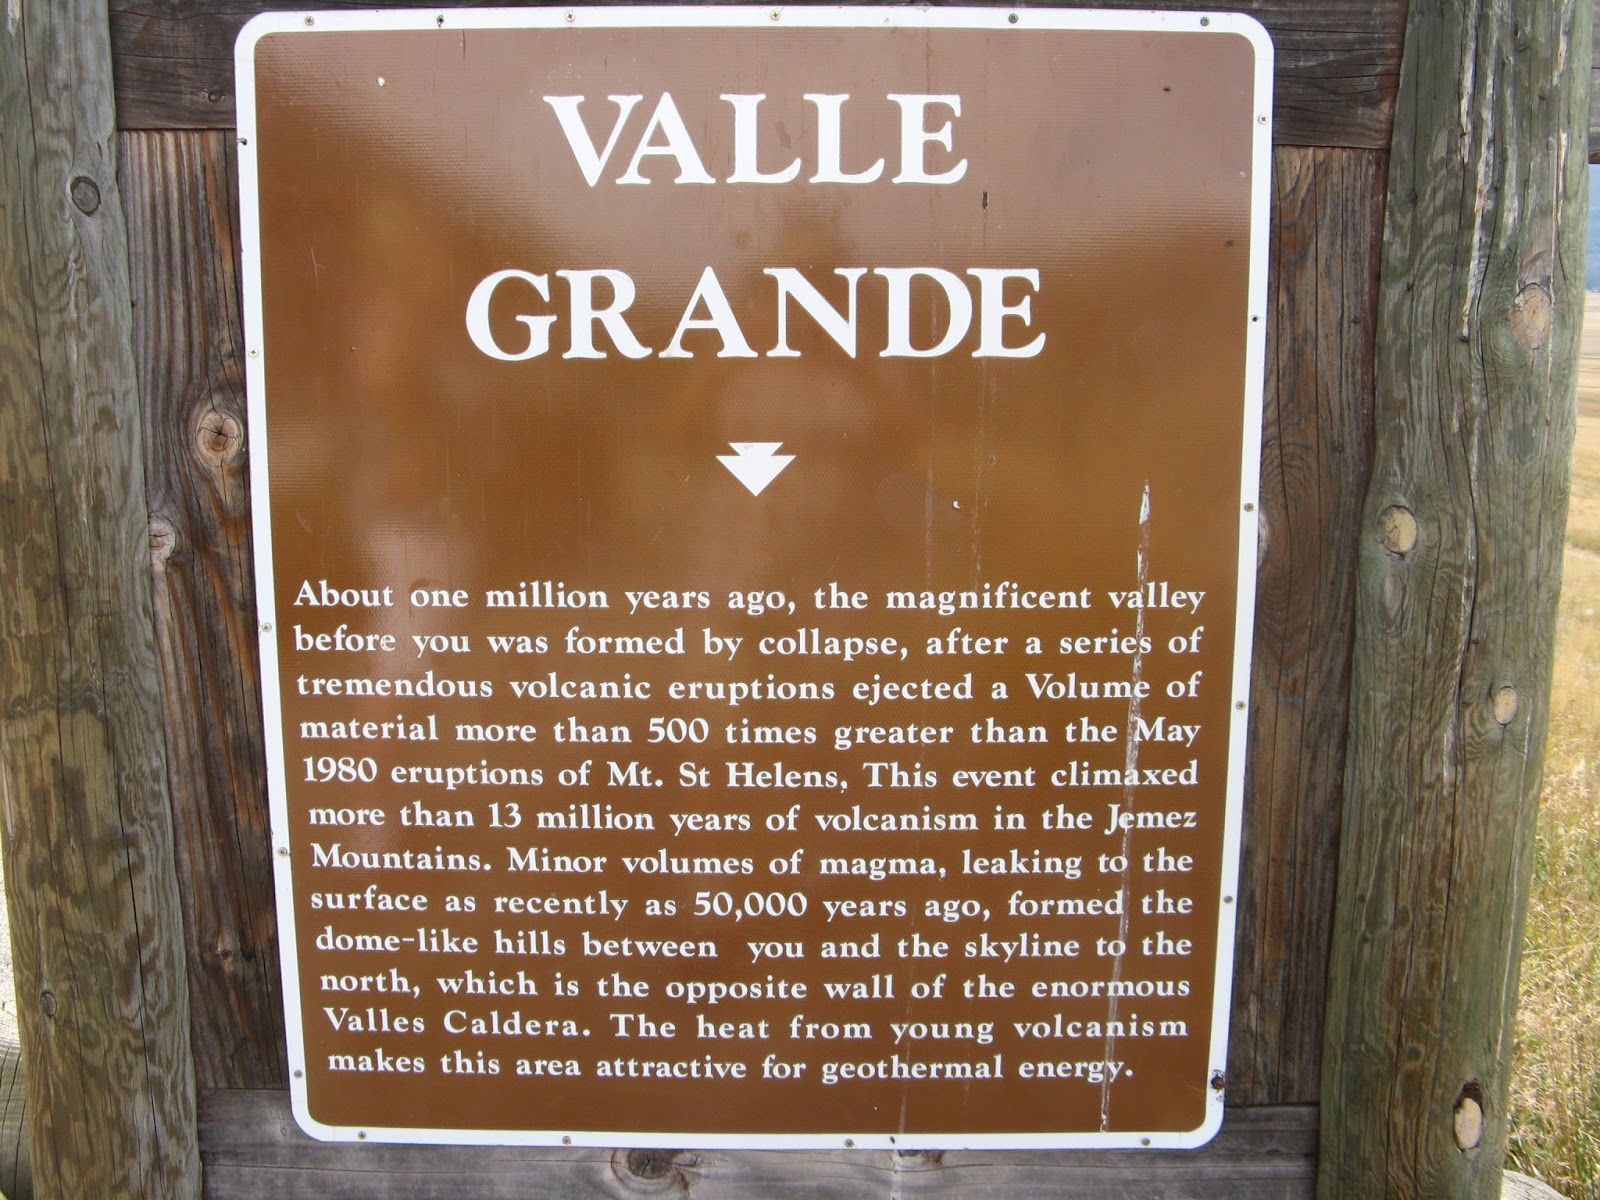 VALLE
GRANDE
About one million years ago, the magnificent valley
before you was formed by collapse, after a series of
tremendous volcanic eruptions ejected a Volume of
material more than 500 times greater than the May
1980 eruptions of Mt. St Helens, This event climaxed
more than 13 million years of volcanism in the Jemez
Mountains. Minor volumes of magma, leaking to the
surface as recently as 50,000 years ago, formed the
dome-like hills between you and the skyline to the
north, which is the opposite wall of the enormous
Valles Caldera. The heat from young volcanism
makes this area attractive for geothermal energy.